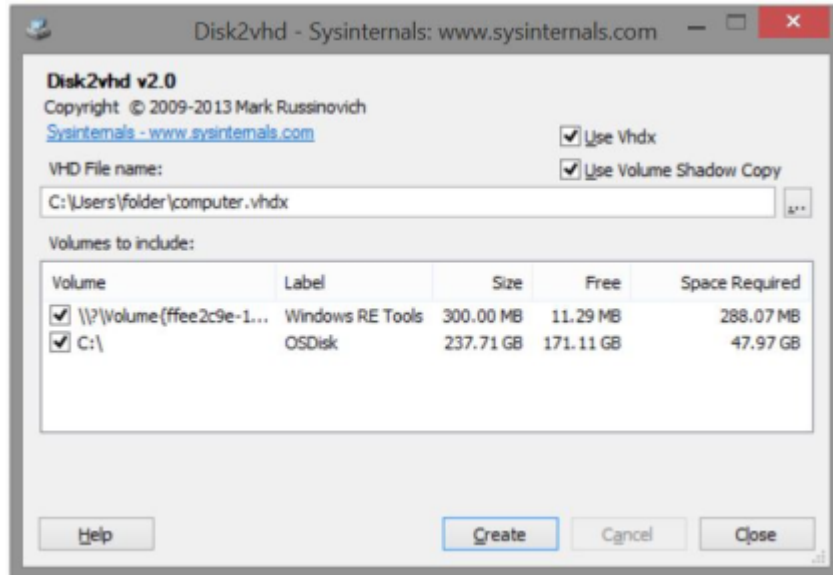 Disk2vhd - Sysinternals: www.sysinternals.com
Disk2vhd v2.0
Copyright © 2009-2013 Mark Russinovich
Sysinternals - www.sysinternals.com
Use Vhdx
VHD File name:
Use Volume Shadow Copy
C:\Users\folder\computer.vhdx
...
Volumes to include:
Volume Label Size Free Space Required
\\?\Volume{ffee2c9e-1... Windows RE Tools 300.00 MB 11.29 MB 288.07 MB
C:\ OSDisk 237.71 GB 171.11 GB 47.97 GB
Help Create Cancel Close